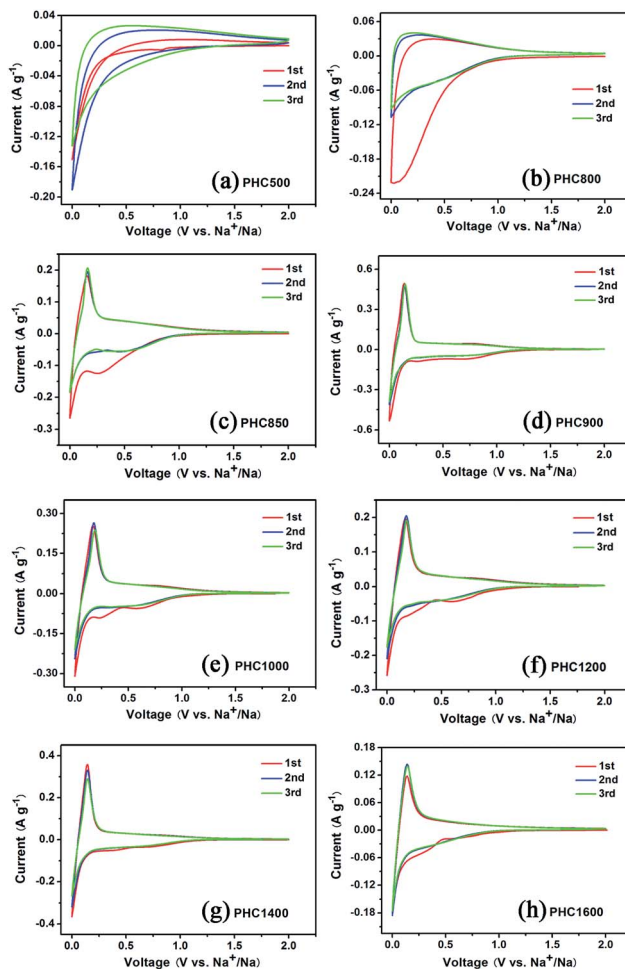 0.04
0.00
-0.04
-0.08
-0.12
-0.16
-0.20
Current (A g-1)
1st
2nd
3rd
(a) PHC500
0.0 0.5 1.0 1.5 2.0
Voltage (V vs. Na+/Na)
0.06
0.00
-0.06
-0.12
-0.18
-0.24
Current (A g-1)
1st
2nd
3rd
(b) PHC800
0.0 0.5 1.0 1.5 2.0
Voltage (V vs. Na+/Na)
0.2
0.1
0.0
-0.1
-0.2
-0.3
Current (A g-1)
1st
2nd
3rd
(c) PHC850
0.0 0.5 1.0 1.5 2.0
Voltage (V vs. Na+/Na)
0.6
0.3
0.0
-0.3
-0.6
Current (A g-1)
1st
2nd
3rd
(d) PHC900
0.0 0.5 1.0 1.5 2.0
Voltage (V vs. Na+/Na)
0.30
0.15
0.00
-0.15
-0.30
Current (A g-1)
1st
2nd
3rd
(e) PHC1000
0.0 0.5 1.0 1.5 2.0
Voltage (V vs. Na+/Na)
0.2
0.1
0.0
-0.1
-0.2
-0.3
Current (A g-1)
1st
2nd
3rd
(f) PHC1200
0.0 0.5 1.0 1.5 2.0
Voltage (V vs. Na+/Na)
0.4
0.2
0.0
-0.2
-0.4
Current (A g-1)
1st
2nd
3rd
(g) PHC1400
0.0 0.5 1.0 1.5 2.0
Voltage (V vs. Na+/Na)
0.18
0.12
0.06
0.00
-0.06
-0.12
-0.18
Current (A g-1)
1st
2nd
3rd
(h) PHC1600
0.0 0.5 1.0 1.5 2.0
Voltage (V vs. Na+/Na)